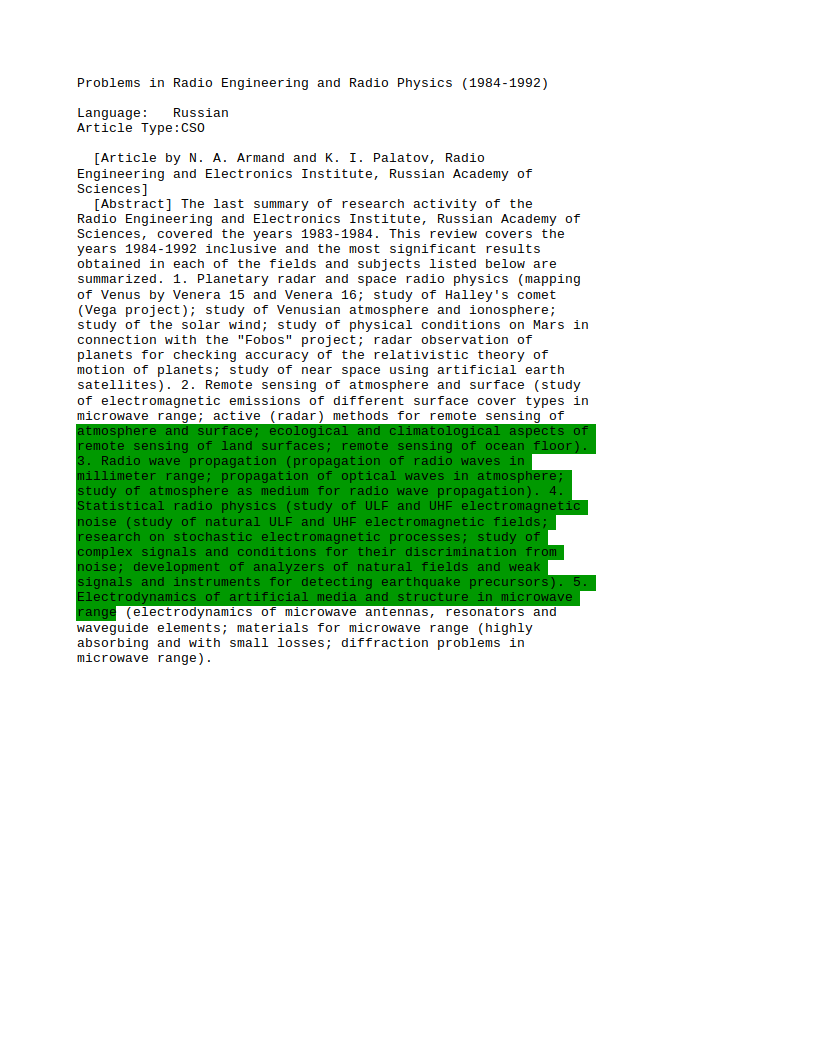 Problems in Radio Engineering and Radio Physics (1984-1992)
Language:   Russian
Article Type:CSO
[Article by N. A. Armand and K. I. Palatov, Radio
Engineering and Electronics Institute, Russian Academy of
Sciences]
[Abstract] The last summary of research activity of the
Radio Engineering and Electronics Institute, Russian Academy of
Sciences, covered the years 1983-1984. This review covers the
years 1984-1992 inclusive and the most significant results
obtained in each of the fields and subjects listed below are
summarized. 1. Planetary radar and space radio physics (mapping
of Venus by Venera 15 and Venera 16; study of Halley's comet
(Vega project); study of Venusian atmosphere and ionosphere;
study of the solar wind; study of physical conditions on Mars in
connection with the "Fobos" project; radar observation of
planets for checking accuracy of the relativistic theory of
motion of planets; study of near space using artificial earth
satellites). 2. Remote sensing of atmosphere and surface (study
of electromagnetic emissions of different surface cover types in
microwave range; active (radar) methods for remote sensing of
atmosphere and surface; ecological and climatological aspects of
remote sensing of land surfaces; remote sensing of ocean floor).
3. Radio wave propagation (propagation of radio waves in
millimeter range; propagation of optical waves in atmosphere;
study of atmosphere as medium for radio wave propagation). 4.
Statistical radio physics (study of ULF and UHF electromagnetic
noise (study of natural ULF and UHF electromagnetic fields;
research on stochastic electromagnetic processes; study of
complex signals and conditions for their discrimination from
noise; development of analyzers of natural fields and weak
signals and instruments for detecting earthquake precursors). 5.
Electrodynamics of artificial media and structure in microwave
range (electrodynamics of microwave antennas, resonators and
waveguide elements; materials for microwave range (highly
absorbing and with small losses; diffraction problems in
microwave range).